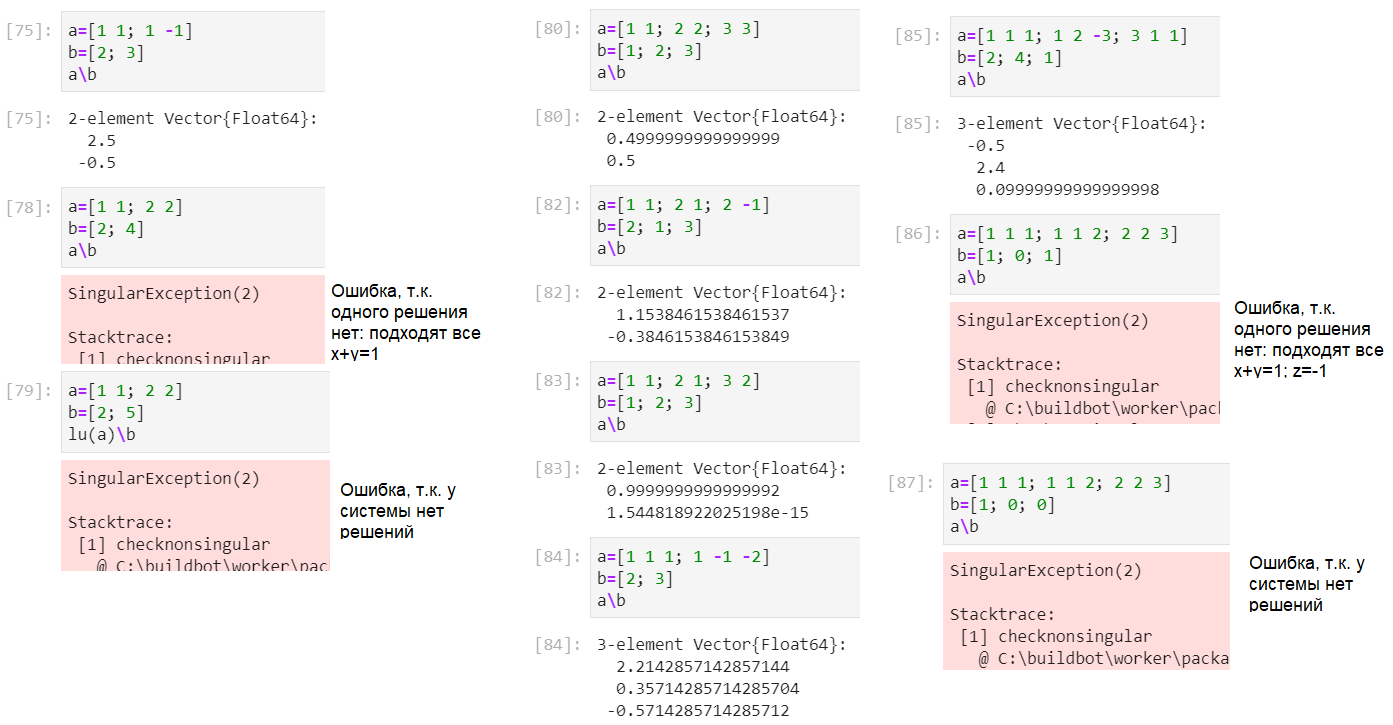 [75]:
a=[1 1; 1 -1]
b=[2; 3]
a\b
[75]:
2-element Vector{Float64}:
2.5
-0.5
[78]:
a=[1 1; 2 2]
b=[2; 4]
a\b
SingularException(2)
Stacktrace:
[1] checknonsingular
Ошибка, т.к.
одного решения
нет: подходят все
x+y=1
[79]:
a=[1 1; 2 2]
b=[2; 5]
lu(a)\b
SingularException(2)
Stacktrace:
[1] checknonsingular
@ C:\buildbot\worker\pac
Ошибка, т.к. у
системы нет
решений
[80]:
a=[1 1; 2 2; 3 3]
b=[1; 2; 3]
a\b
[80]:
2-element Vector{Float64}:
0.4999999999999999
0.5
[82]:
a=[1 1; 2 1; 2 -1]
b=[2; 1; 3]
a\b
[82]:
2-element Vector{Float64}:
1.1538461538461537
-0.3846153846153849
[83]:
a=[1 1; 2 1; 3 2]
b=[1; 2; 3]
a\b
[83]:
2-element Vector{Float64}:
0.9999999999999992
1.544818922025198e-15
[84]:
a=[1 1 1; 1 -1 -2]
b=[2; 3]
a\b
[84]:
3-element Vector{Float64}:
2.2142857142857144
0.35714285714285704
-0.5714285714285712
[85]:
a=[1 1 1; 1 2 -3; 3 1 1]
b=[2; 4; 1]
a\b
[85]:
3-element Vector{Float64}:
-0.5
2.4
0.09999999999999998
[86]:
a=[1 1 1; 1 1 2; 2 2 3]
b=[1; 0; 1]
a\b
SingularException(2)
Stacktrace:
[1] checknonsingular
@ C:\buildbot\worker\pac
Ошибка, т.к.
одного решения
нет: подходят все
x+y=1; z=-1
[87]:
a=[1 1 1; 1 1 2; 2 2 3]
b=[1; 0; 0]
a\b
SingularException(2)
Stacktrace:
[1] checknonsingular
@ C:\buildbot\worker\packa
Ошибка, т.к. у
системы нет
решений